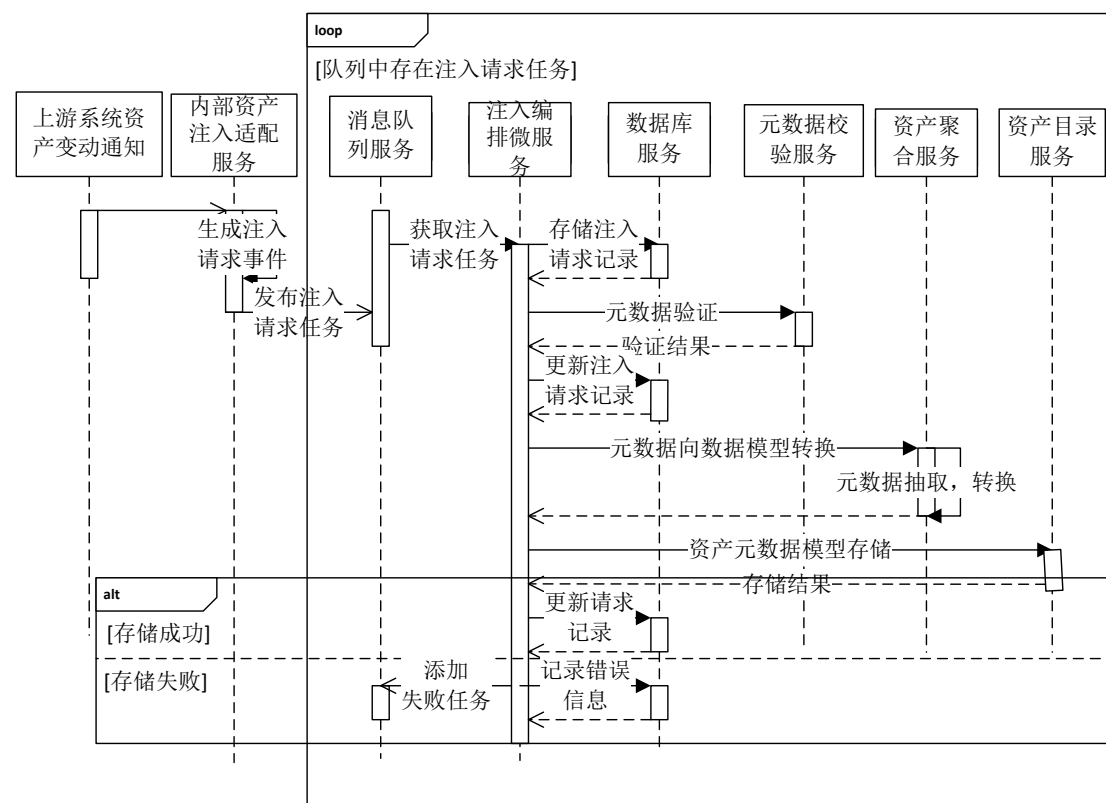 loop
[队列中存在注入请求任务]
上游系统资
产变动通知
内部资产
注入适配
服务
消息队
列服务
注入编
排微服
务
数据库
服务
元数据校
验服务
资产聚
合服务
资产目录
服务
生成注入
请求事件
获取注入
请求任务
存储注入
请求记录
发布注入
请求任务
元数据验证
验证结果
更新注入
请求记录
元数据向数据模型转换
元数据抽取，转换
资产元数据模型存储
存储结果
alt
[存储成功]
更新请求
记录
[存储失败]
添加
失败任务
记录错误
信息